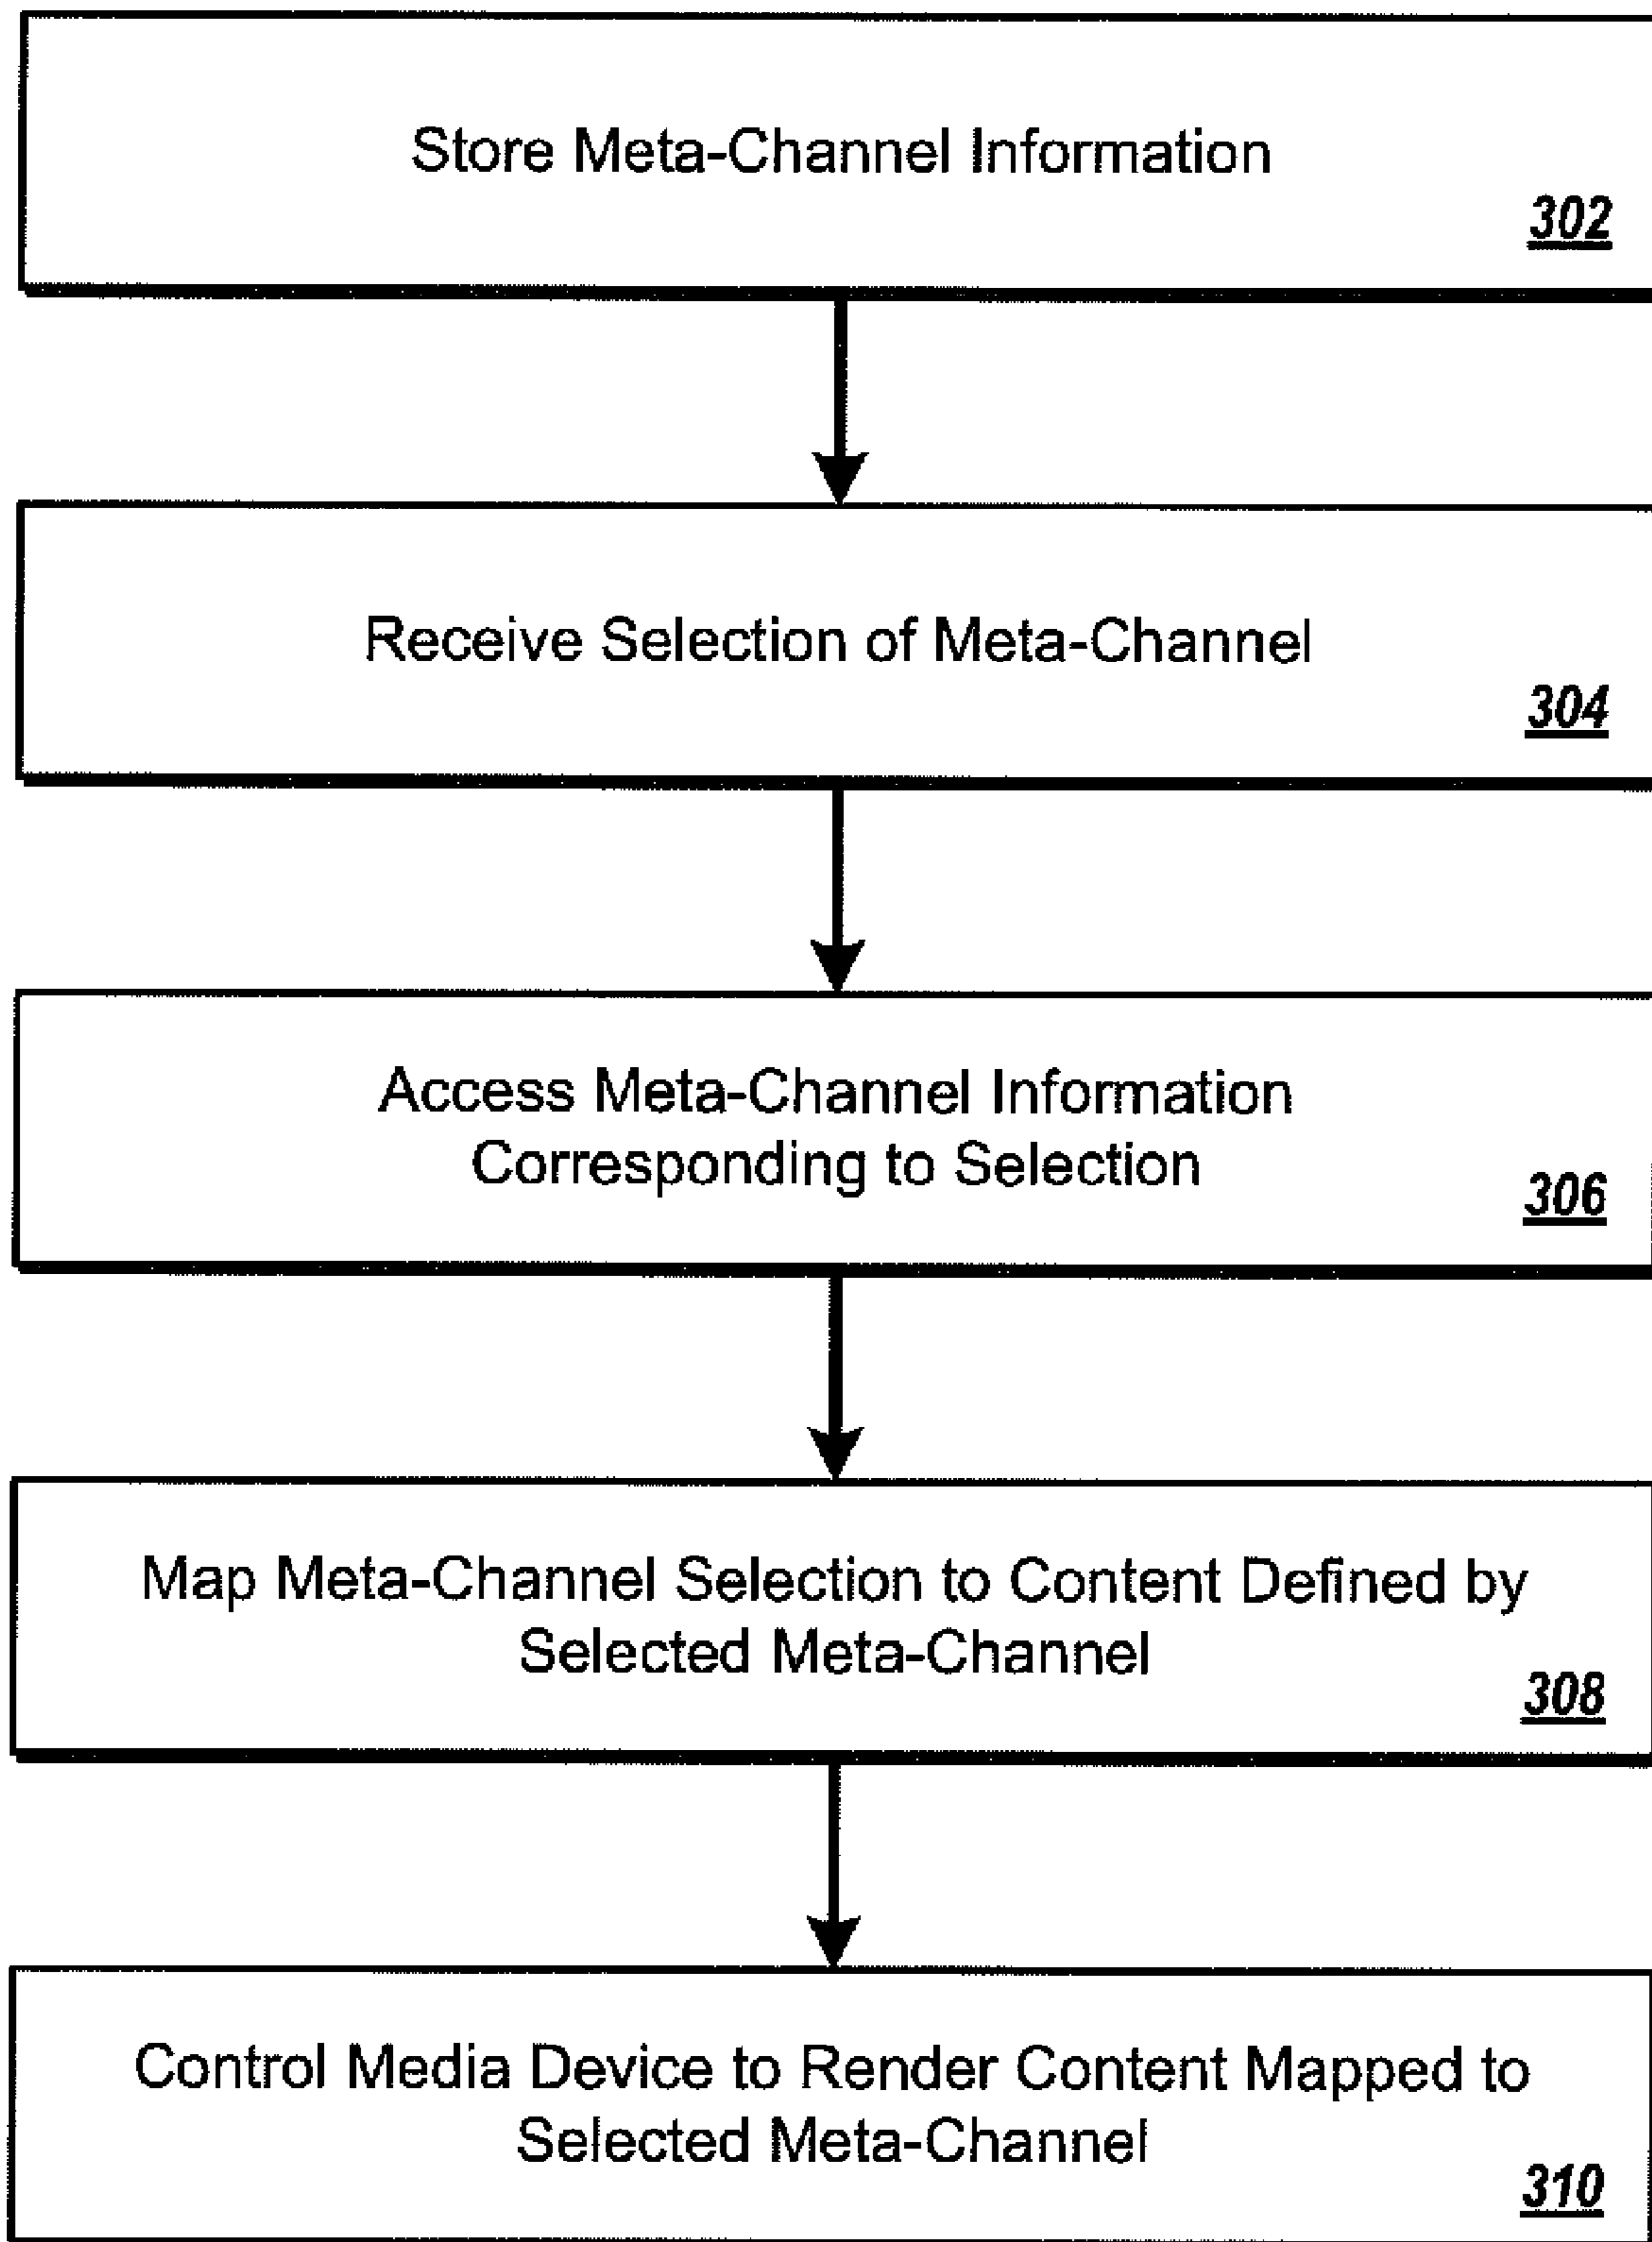 Store Meta-Channel Information
302
Receive Selection of Meta-Channel
304
Access Meta-Channel Information
Corresponding to Selection
306
Map Meta-Channel Selection to Content Defined by
Selected Meta-Channel
308
Control Media Device to Render Content Mapped to
Selected Meta-Channel
310